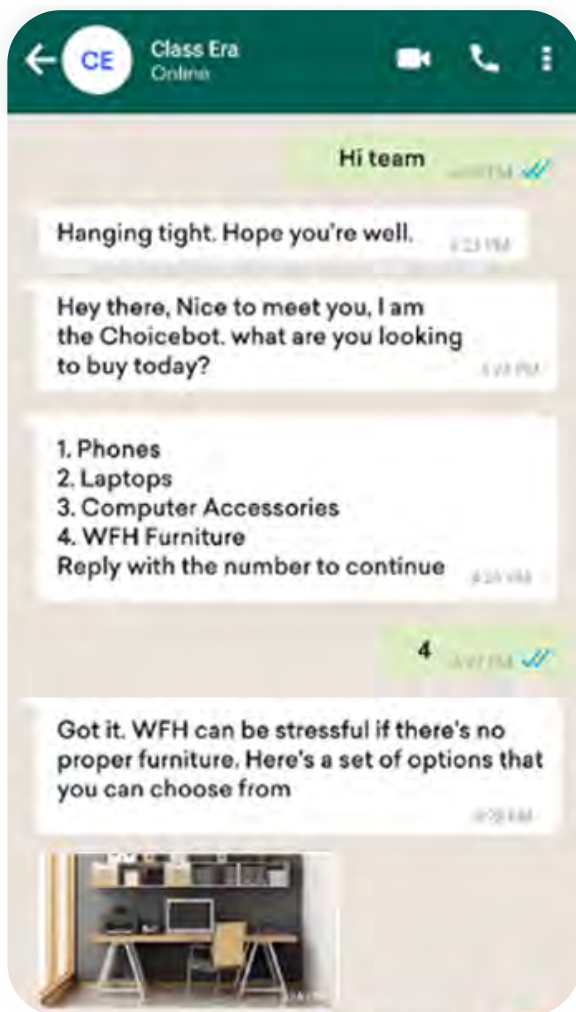 CE
Class Era
Online
Hi team
Hanging tight. Hope you're well.
Hey there, Nice to meet you, I am
the Choicebot. what are you looking
to buy today?
1. Phones
2. Laptops
3. Computer Accessories
4. WFH Furniture
Reply with the number to continue
4
Got it. WFH can be stressful if there's no
proper furniture. Here's a set of options that
you can choose from